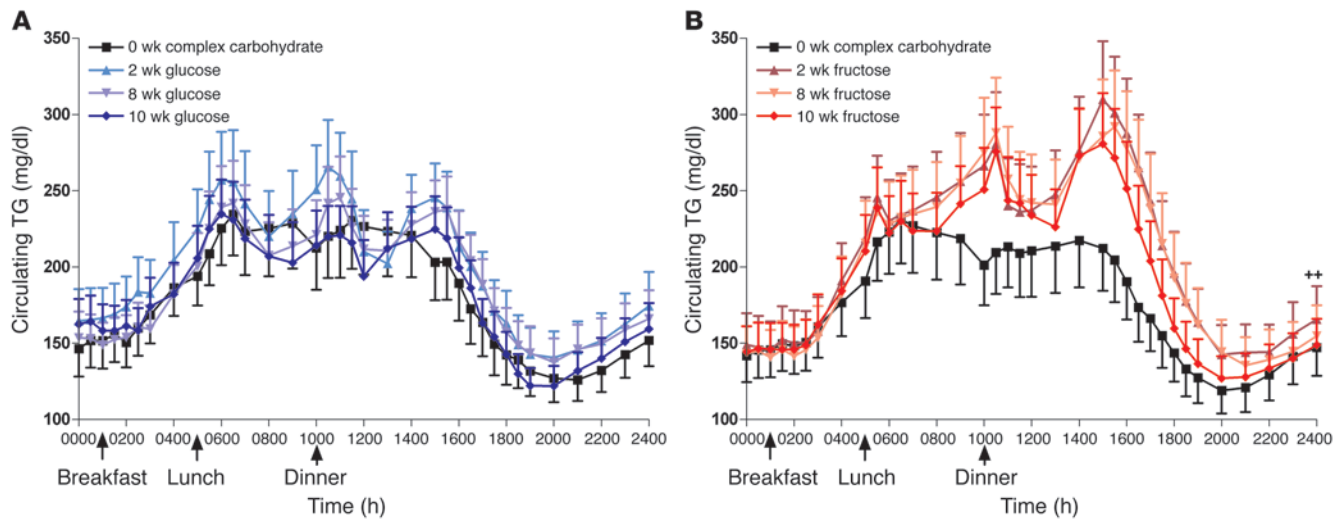 A
Circulating TG (mg/dl)
350
300
250
200
150
100
0 wk complex carbohydrate
2 wk glucose
8 wk glucose
10 wk glucose
0000 0200 0400 0600 0800 1000 1200 1400 1600 1800 2000 2200 2400
Breakfast Lunch Dinner
Time (h)
B
Circulating TG (mg/dl)
350
300
250
200
150
100
0 wk complex carbohydrate
2 wk fructose
8 wk fructose
10 wk fructose
++
0000 0200 0400 0600 0800 1000 1200 1400 1600 1800 2000 2200 2400
Breakfast Lunch Dinner
Time (h)